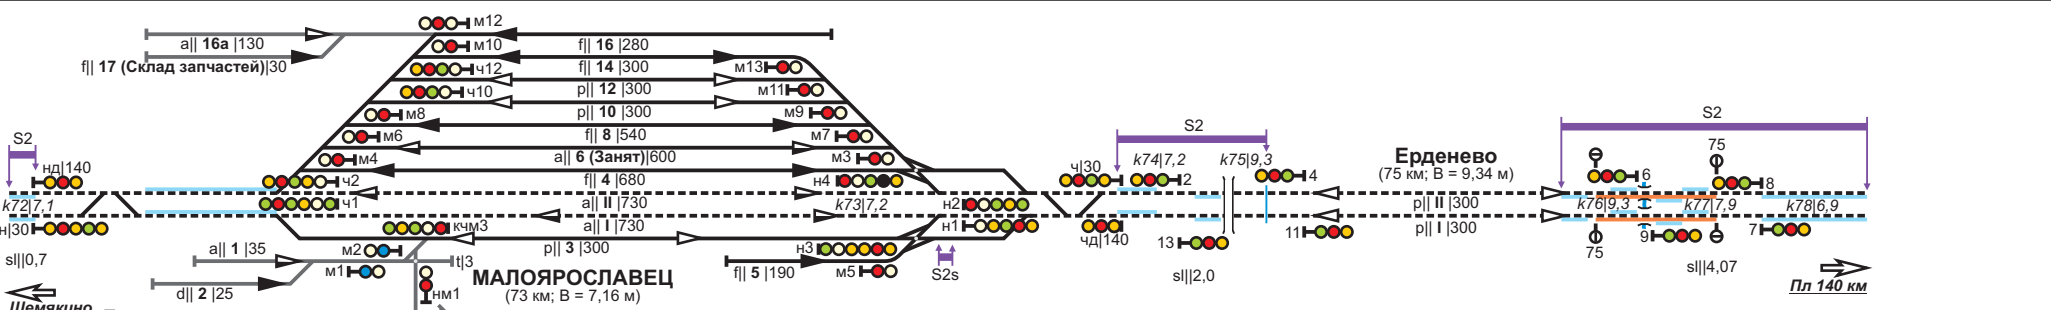 м12
a|| 16a |130
f|| 16 |280
м10
f|| 17 (Склад запчастей)|30
f|| 14 |300
ч12
м13
p|| 12 |300
ч10
м11
p|| 10 |300
м8
м9
f|| 8 |540
м6
м7
a|| 6 (Занят)|600
м4
м3
f|| 4 |680
S2
нд|140
ч2
н4
k72|7,1
a|| II |730
k73|7,2
н2
ч1
н|30
a|| I |730
н1
кчм3
a|| 1 |35
м2
p|| 3 |300
н3
sl||0,7
t|3
м1
МАЛОЯРОСЛАВЕЦ
f|| 5 |190
м5
S2s
d|| 2 |25
нм1
(73 км; В = 7,16 м)
Шемякино
S2
ч|30
k74|7,2
2
k75|9,3
4
чд|140
13
sl||2,0
Ерденево
(75 км; В = 9,34 м)
p|| II |300
p|| I |300
11
S2
75
6
8
k76|9,3
k77|7,9
k78|6,9
75
9
7
sl||4,07
Пл 140 км